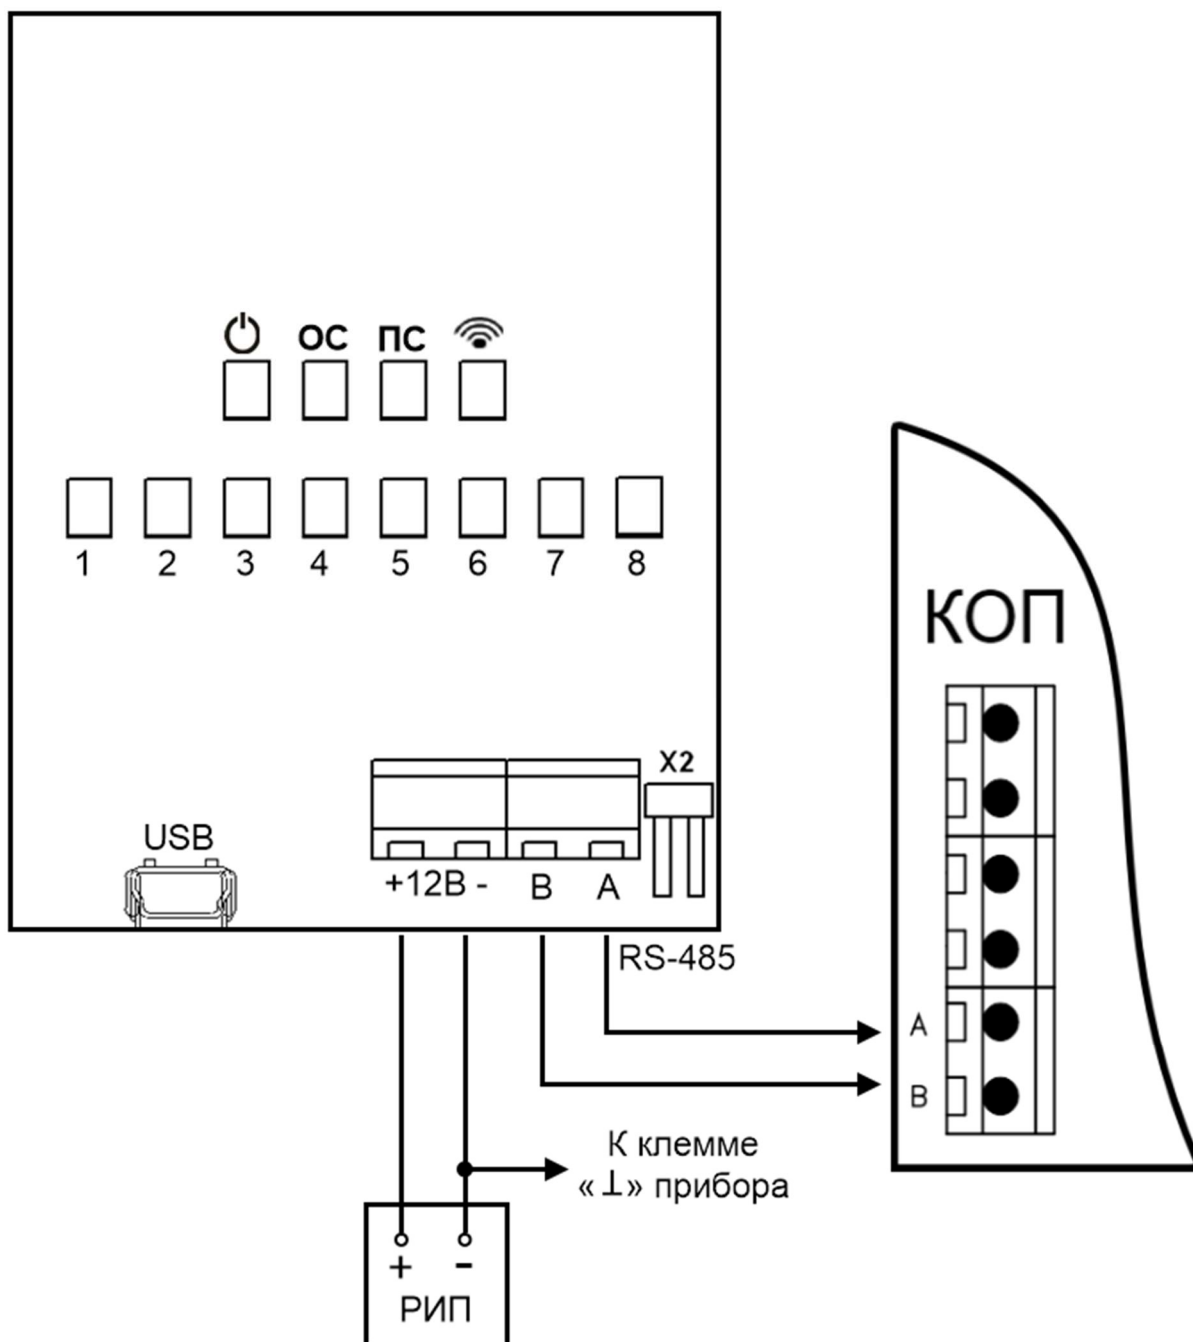 ОС ПС
1 2 3 4 5 6 7 8
КОП
X2
USB
+12В - B A
RS-485
A
B
К клемме
«⊥» прибора
+ -
РИП